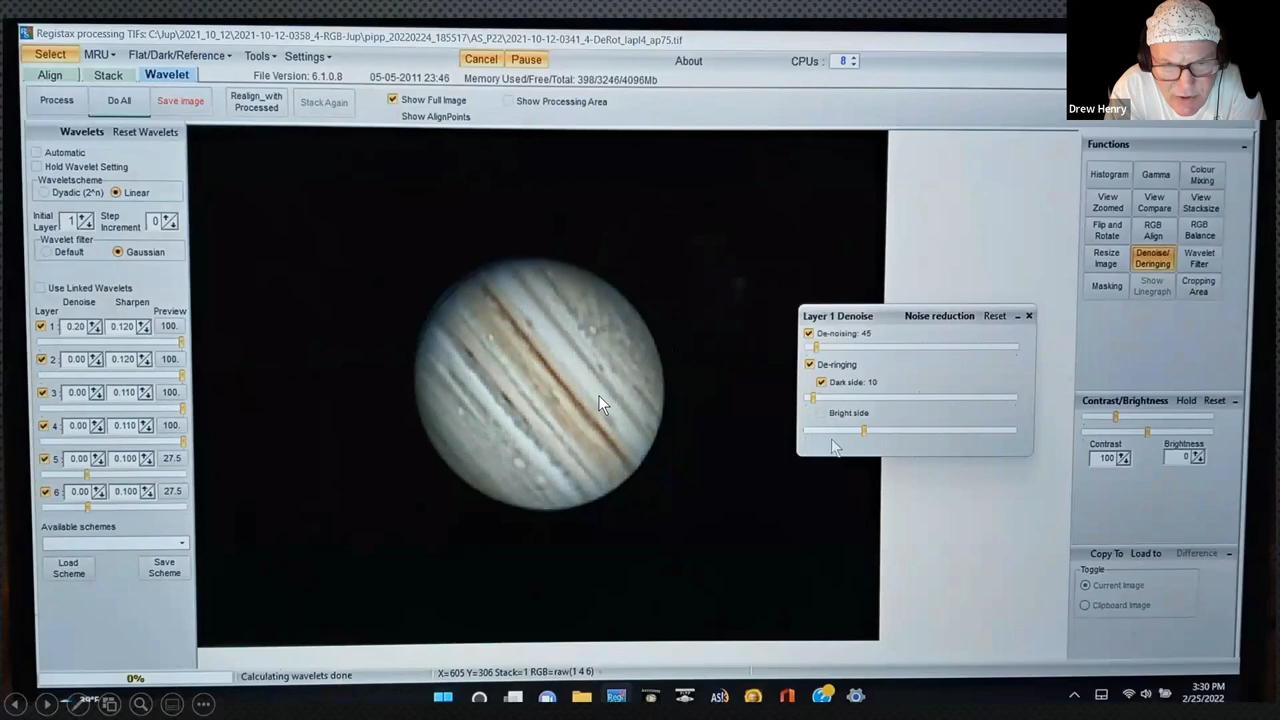 Registax processing TIFs: C:\Jup\2021_10_12\2021-10-12-0358_4-RGB-Jup\pipp_20220224_185517\AS_P22\2021-10-12-0341_4-DeRot_lapl4_ap75.tif
Select MRU Flat/Dark/Reference Tools Settings Cancel Pause About CPUs: 8
Align Stack Wavelet File Version: 6.1.0.8 05-05-2011 23:46 Memory Used/Free/Total: 398/3246/4096Mb
Process Do All Save image Realign_with Processed Stack Again Show Full Image Show Processing Area
Show AlignPoints
Drew Henry
Wavelets Reset Wavelets
Automatic
Hold Wavelet Setting
Waveletscheme
Dyadic (2^n) Linear
Initial Layer 1 Step Increment 0
Wavelet filter
Default Gaussian
Use Linked Wavelets
Layer Denoise Sharpen Preview
1 0.20 0.120 100.
2 0.00 0.120 100.
3 0.00 0.110 100.
4 0.00 0.110 100.
5 0.00 0.100 27.5
6 0.00 0.100 27.5
Available schemes
Load Scheme Save Scheme
Layer 1 Denoise Noise reduction Reset
De-noising: 45
De-ringing
Dark side: 10
Bright side
Functions
Histogram Gamma Colour Mixing
View Zoomed View Compare View Stacksize
Flip and Rotate RGB Align RGB Balance
Resize Image Denoise/ Deringing Wavelet Filter
Masking Show Linegraph Cropping Area
Contrast/Brightness Hold Reset
Contrast Brightness
100 0
Copy To Load to Difference
Toggle
Current Image
Clipboard Image
0% Calculating wavelets done X=605 Y=306 Stack=1 RGB=raw(1 4 6)
3:30 PM
2/25/2022